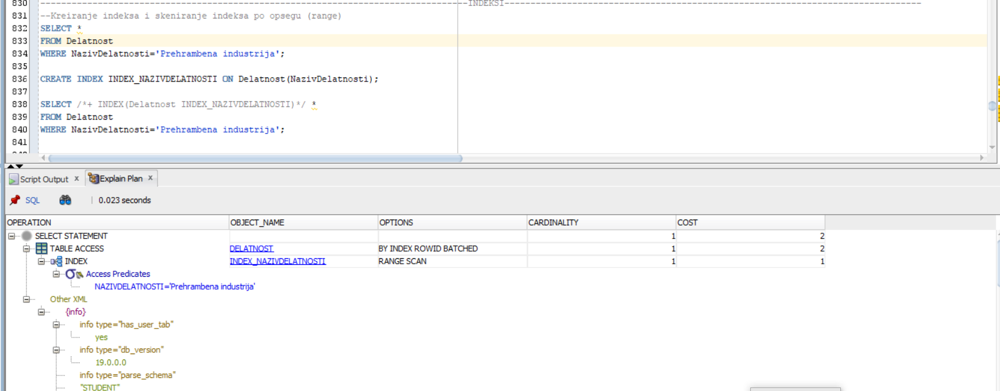 830 --INDEKSI--
831 --Kreiranje indeksa i skeniranje indeksa po opsegu (range)
832 SELECT *
833 FROM Delatnost
834 WHERE NazivDelatnosti='Prehrambena industrija';
835
836 CREATE INDEX INDEX_NAZIVDELATNOSTI ON Delatnost(NazivDelatnosti);
837
838 SELECT /*+ INDEX(Delatnost INDEX_NAZIVDELATNOSTI)*/ *
839 FROM Delatnost
840 WHERE NazivDelatnosti='Prehrambena industrija';
841
Script Output x Explain Plan x
SQL | 0.023 seconds
OPERATION OBJECT_NAME OPTIONS CARDINALITY COST
SELECT STATEMENT 1 2
TABLE ACCESS DELATNOST BY INDEX ROWID BATCHED 1 2
INDEX INDEX_NAZIVDELATNOSTI RANGE SCAN 1 1
Access Predicates
NAZIVDELATNOSTI='Prehrambena industrija'
Other XML
{info}
info type="has_user_tab"
yes
info type="db_version"
19.0.0.0
info type="parse_schema"
"STUDENT"